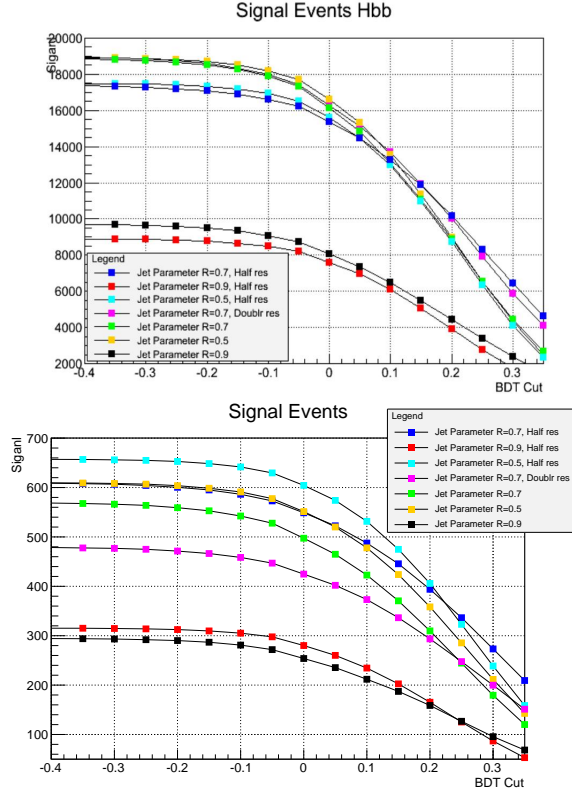 Signal Events Hbb
Siganl
20000
18000
16000
14000
12000
10000
8000
6000
4000
2000
Legend
Jet Parameter R=0.7, Half res
Jet Parameter R=0.9, Half res
Jet Parameter R=0.5, Half res
Jet Parameter R=0.7, Doublr res
Jet Parameter R=0.7
Jet Parameter R=0.5
Jet Parameter R=0.9
-0.4 -0.3 -0.2 -0.1 0 0.1 0.2 0.3
BDT Cut
Signal Events
Siganl
700
600
500
400
300
200
100
Legend
Jet Parameter R=0.7, Half res
Jet Parameter R=0.9, Half res
Jet Parameter R=0.5, Half res
Jet Parameter R=0.7, Doublr res
Jet Parameter R=0.7
Jet Parameter R=0.5
Jet Parameter R=0.9
-0.4 -0.3 -0.2 -0.1 0 0.1 0.2 0.3
BDT Cut